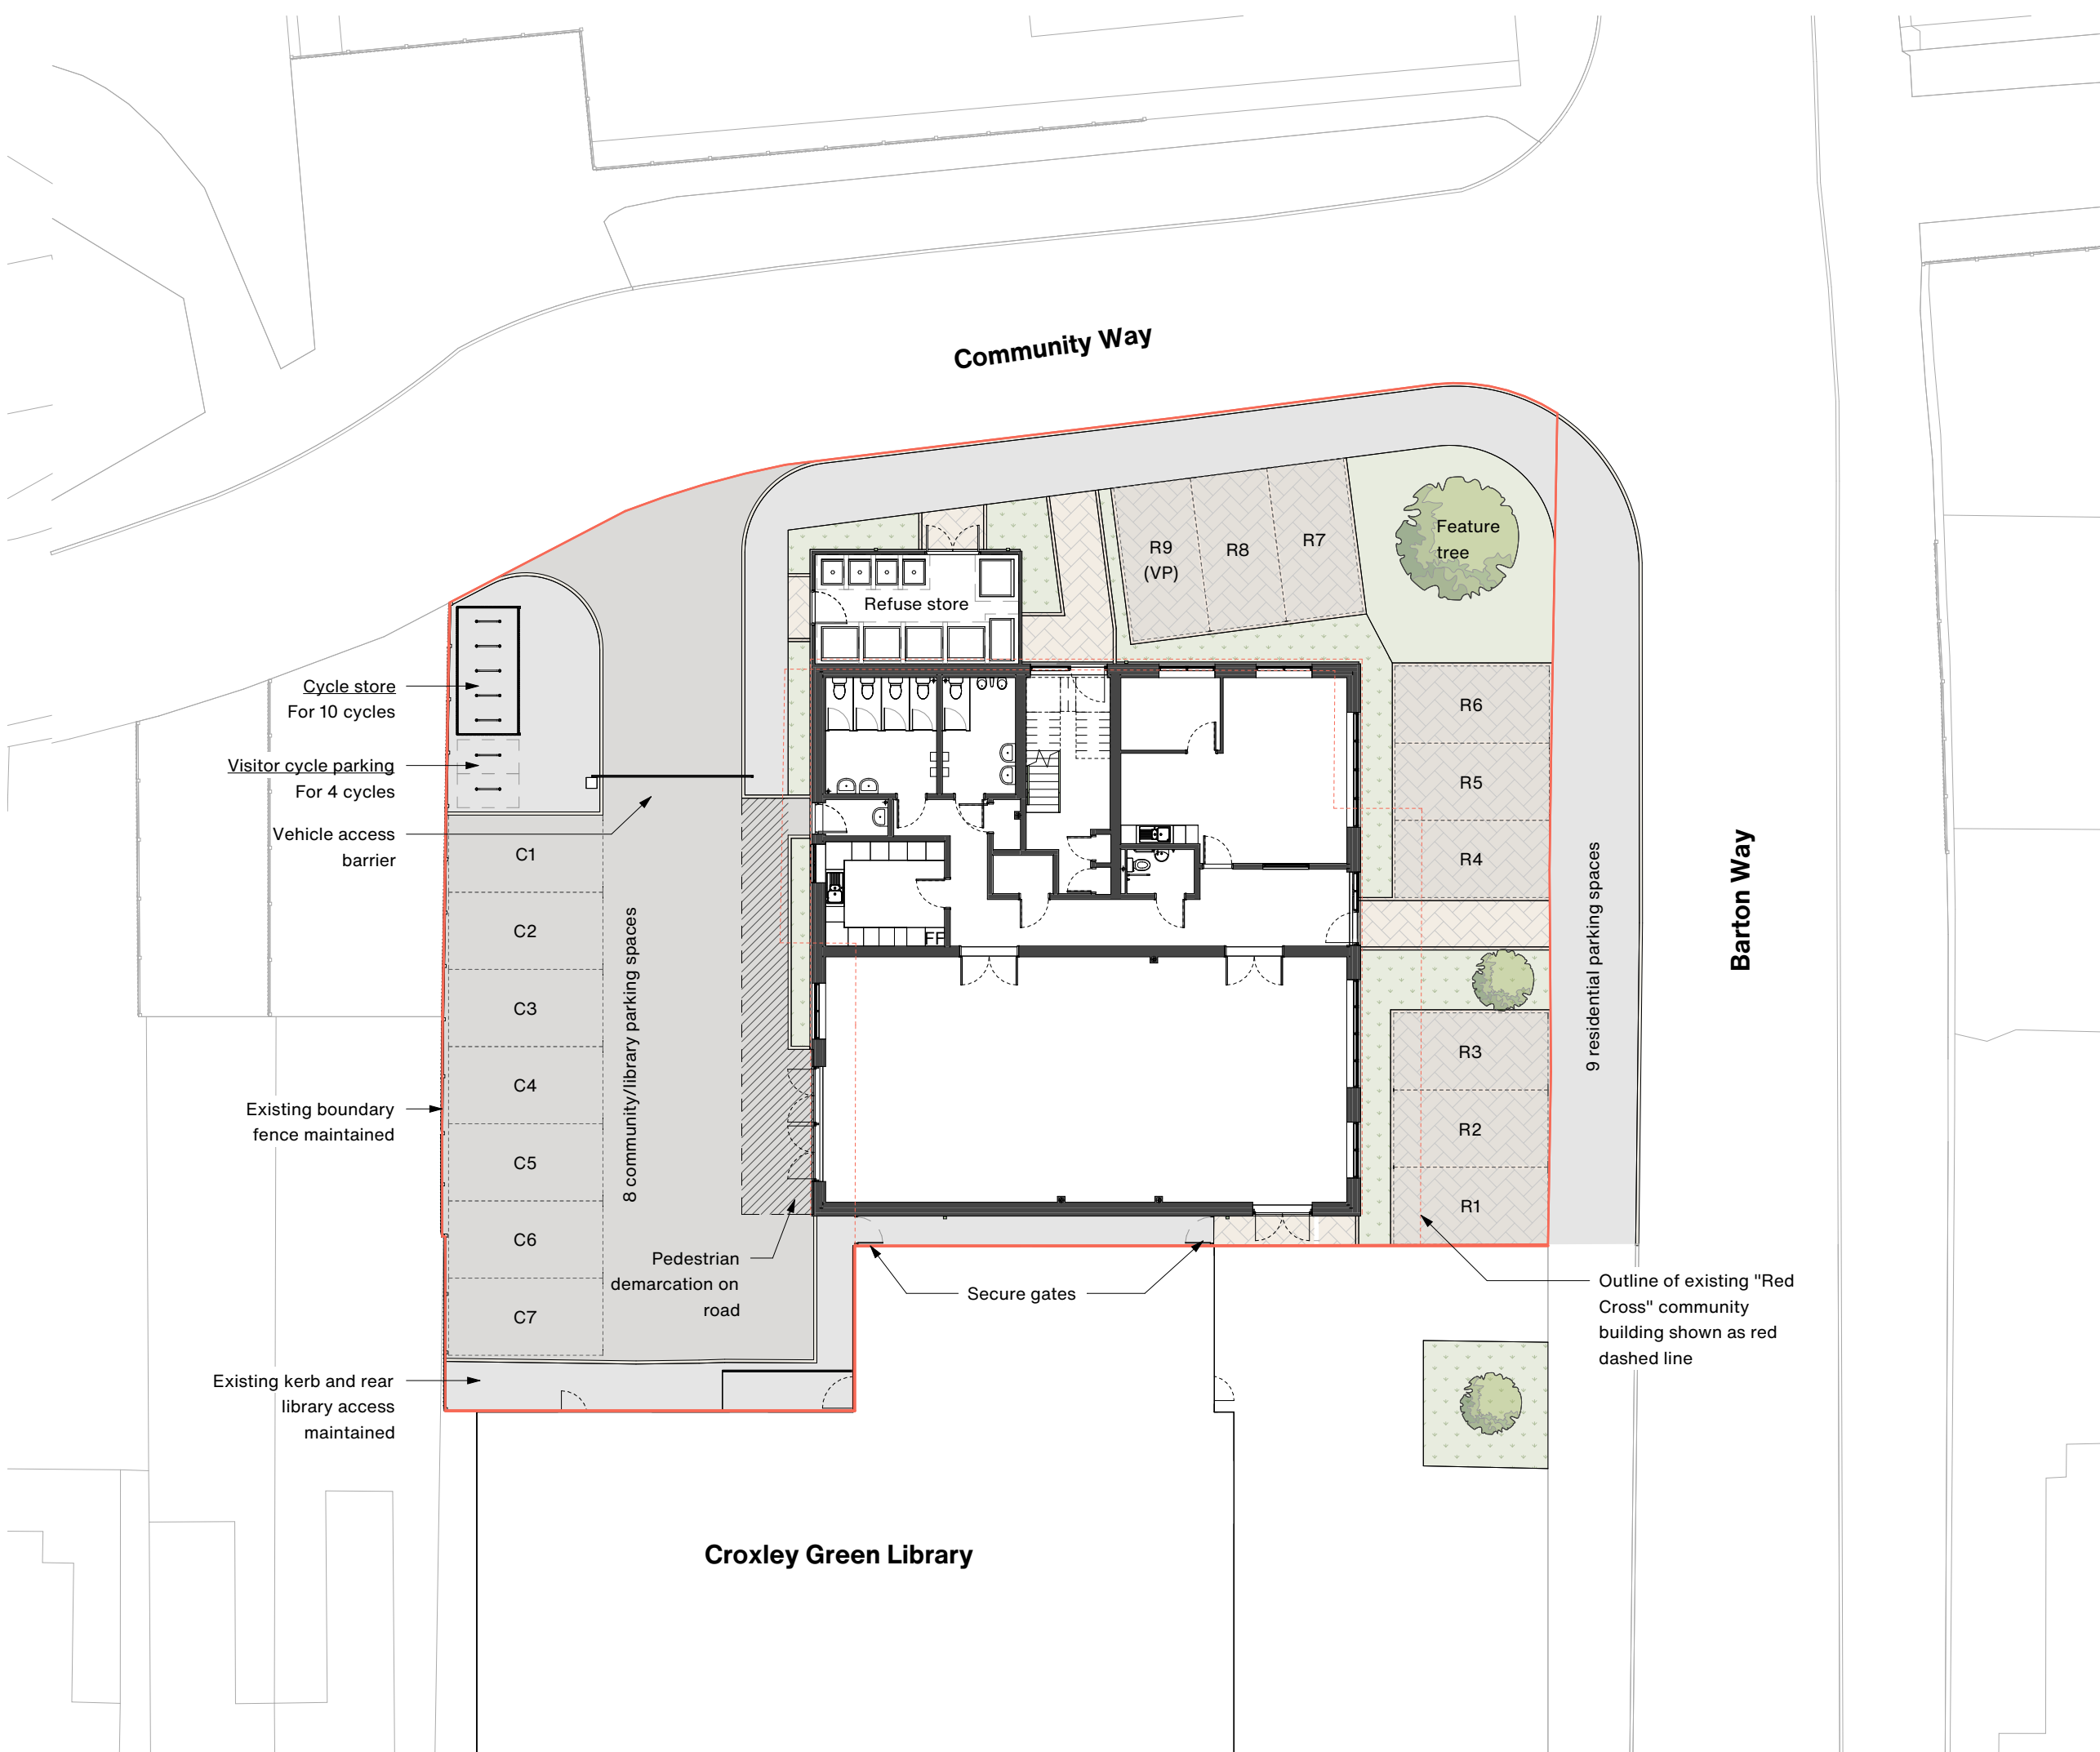 Community Way
Feature
tree
R9
(VP)
R8
R7
Refuse store
Cycle store
For 10 cycles
Visitor cycle parking
For 4 cycles
Vehicle access
barrier
R6
R5
R4
C1
C2
C3
C4
C5
C6
C7
8 community/library parking spaces
FF
9 residential parking spaces
Barton Way
R3
R2
R1
Existing boundary
fence maintained
Pedestrian
demarcation on
road
Secure gates
Outline of existing "Red
Cross" community
building shown as red
dashed line
Existing kerb and rear
library access
maintained
Croxley Green Library